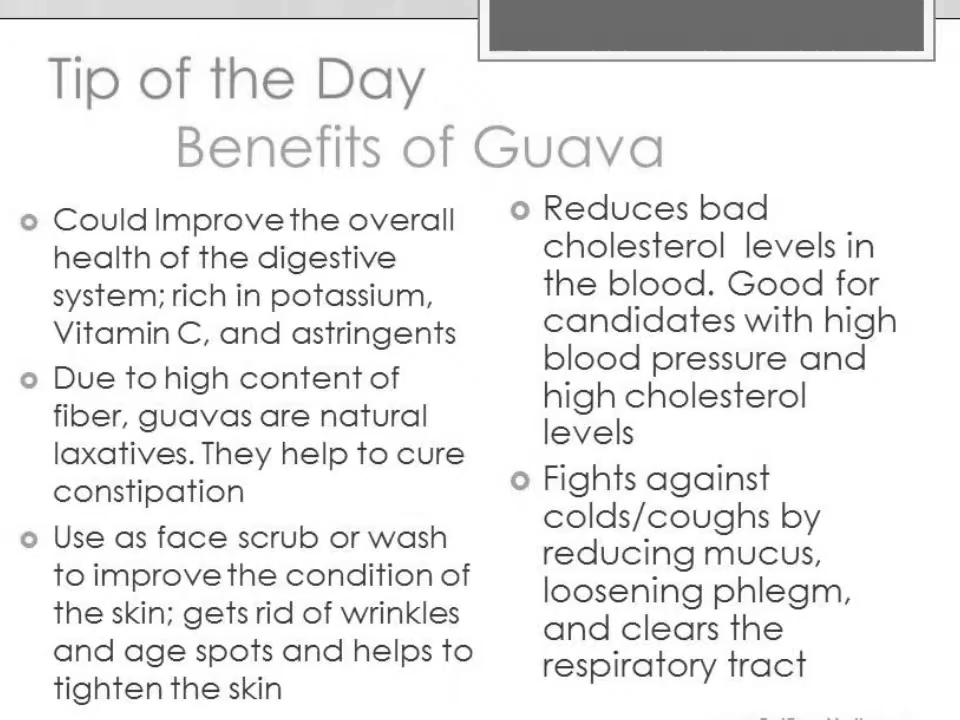 Tip of the Day
Benefits of Guava
Could Improve the overall
health of the digestive
system; rich in potassium,
Vitamin C, and astringents
Due to high content of
fiber, guavas are natural
laxatives. They help to cure
constipation
Use as face scrub or wash
to improve the condition of
the skin; gets rid of wrinkles
and age spots and helps to
tighten the skin
Reduces bad
cholesterol levels in
the blood. Good for
candidates with high
blood pressure and
high cholesterol
levels
Fights against
colds/coughs by
reducing mucus,
loosening phlegm,
and clears the
respiratory tract